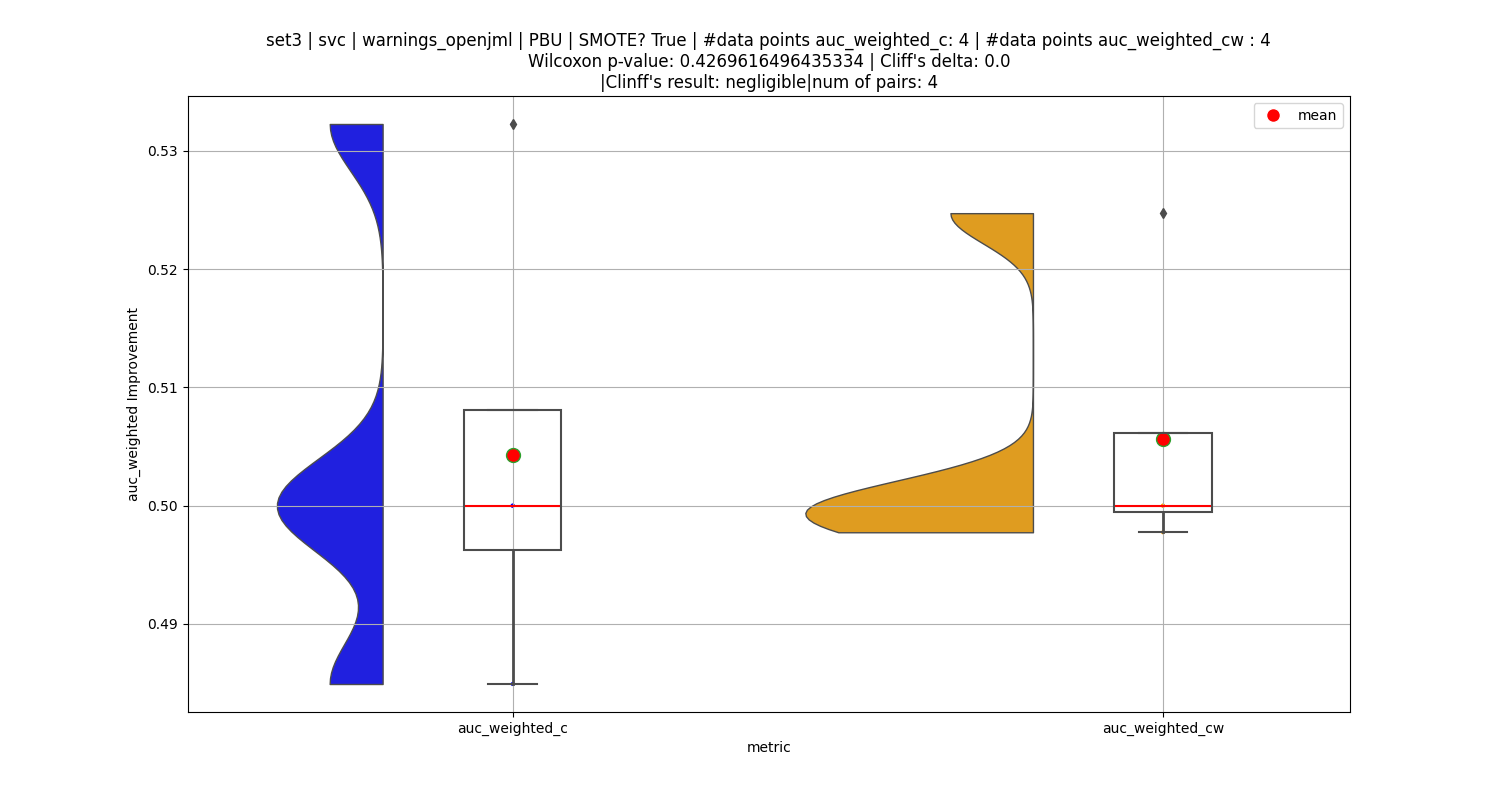 set3 | svc | warnings_openjml | PBU | SMOTE? True | #data points auc_weighted_c: 4 | #data points auc_weighted_cw : 4
Wilcoxon p-value: 0.4269616496435334 | Cliff's delta: 0.0
|Clinff's result: negligible|num of pairs: 4
mean
0.53
0.52
0.51
0.50
0.49
auc_weighted Improvement
auc_weighted_c
auc_weighted_cw
metric